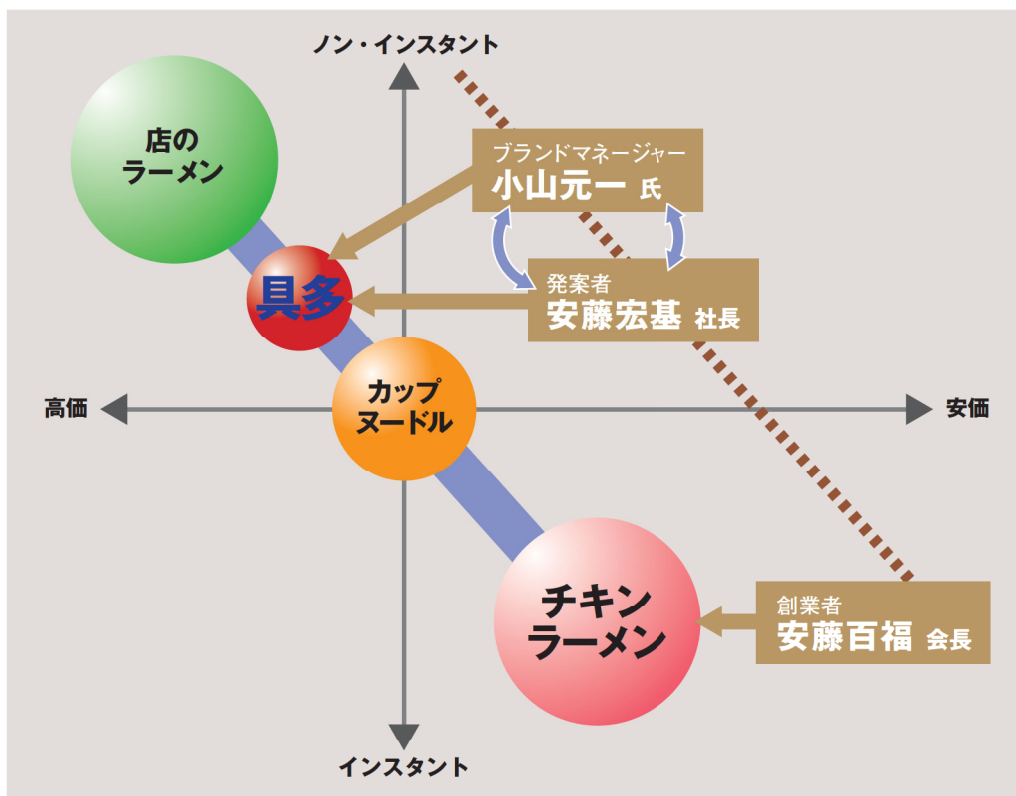 ノン・インスタント
店の
ラーメン
ブランドマネージャー
小山元一 氏
具多
発案者
安藤宏基 社長
カップ
ヌードル
高価
安価
チキン
ラーメン
創業者
安藤百福 会長
インスタント